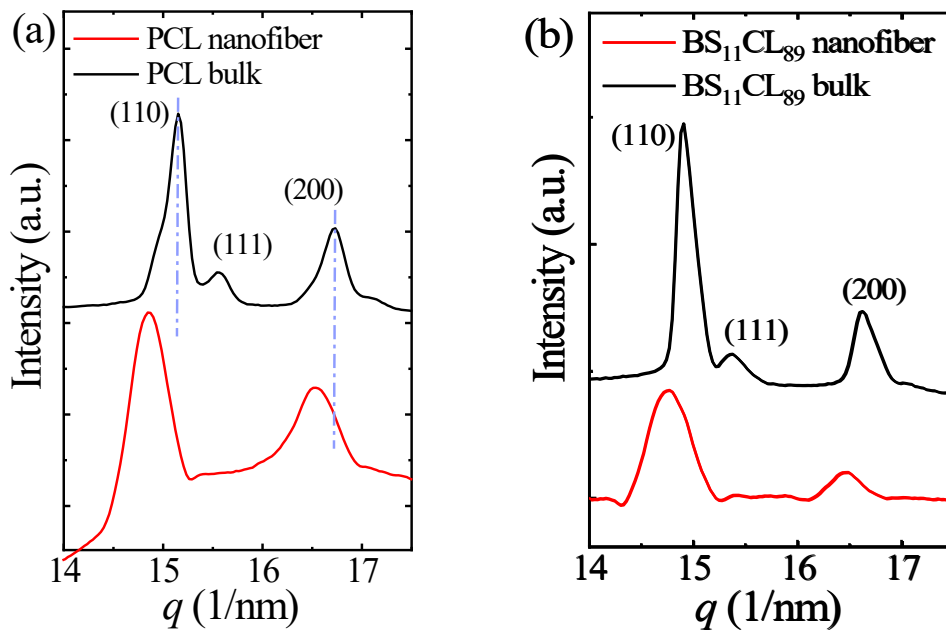 (a)
PCL nanofiber
PCL bulk
(110)
(111)
(200)
Intensity (a.u.)
14 15 16 17
q (1/nm)
(b)
BS₁₁CL₈₉ nanofiber
BS₁₁CL₈₉ bulk
(110)
(111)
(200)
Intensity (a.u.)
14 15 16 17
q (1/nm)